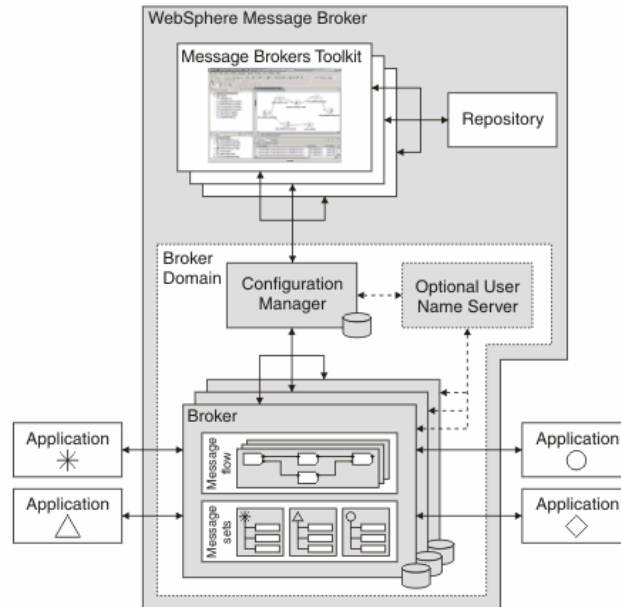 WebSphere Message Broker
Message Brokers Toolkit
Repository
Broker
Domain
Configuration
Manager
Optional User
Name Server
Broker
Message
flow
Message
sets
Application
Application
Application
Application